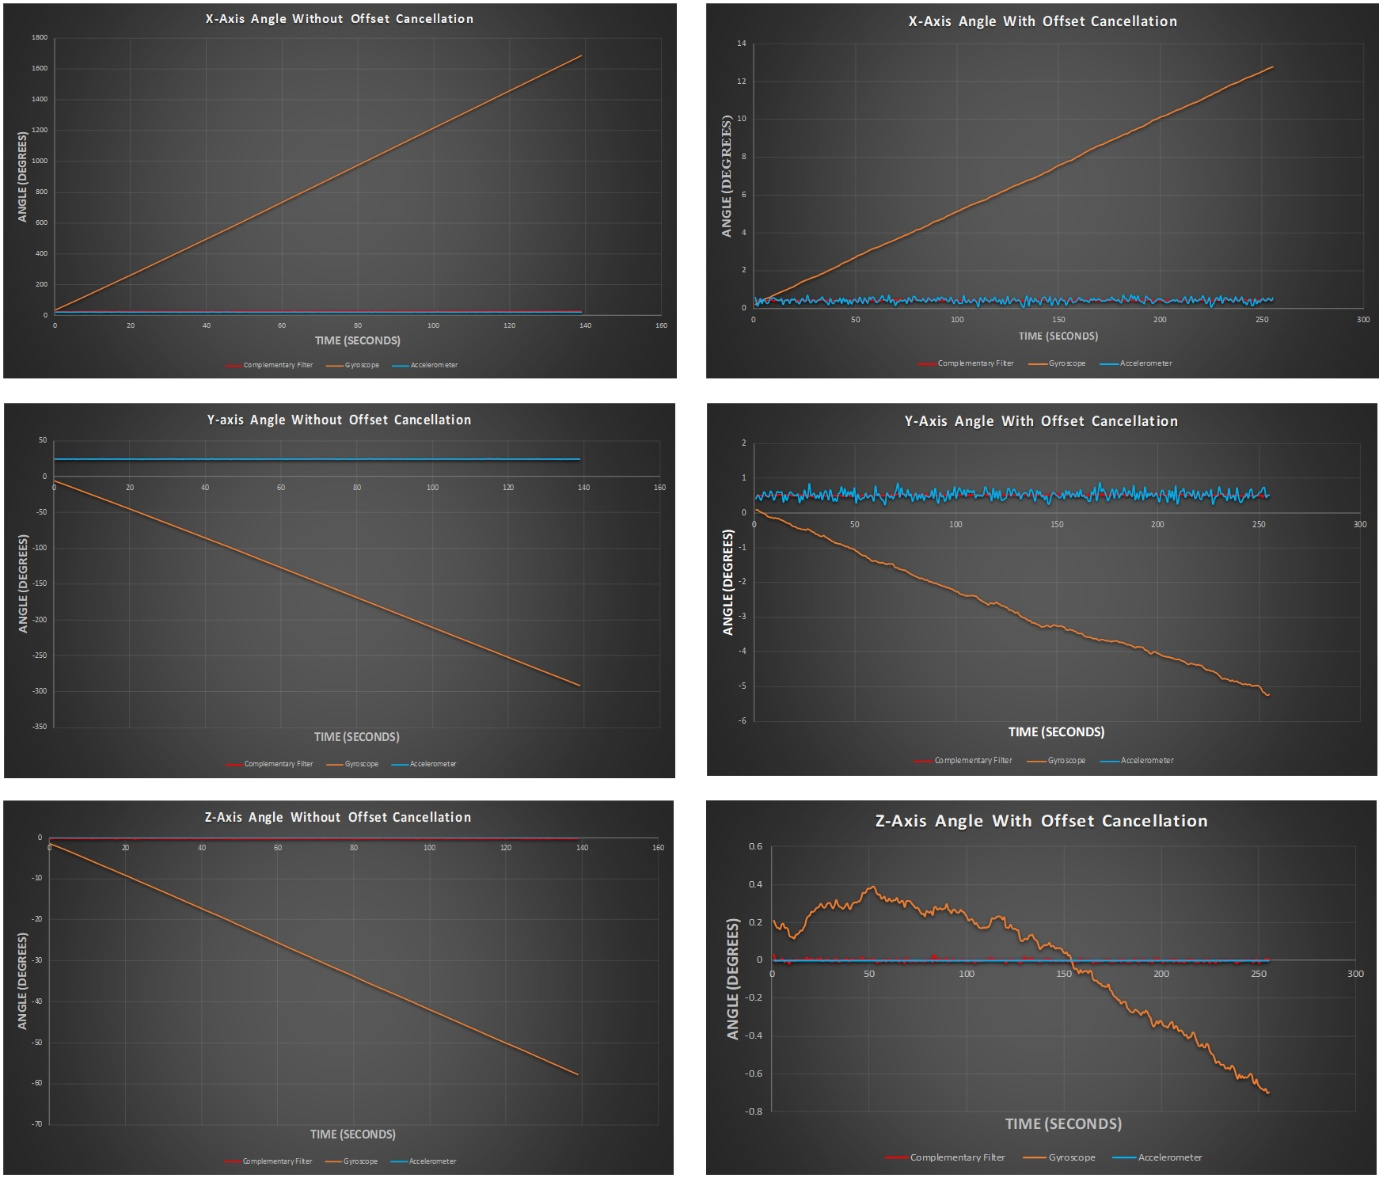 X-Axis Angle Without Offset Cancellation
1800
1600
1400
1200
1000
800
600
400
200
0
ANGLE (DEGREES)
0 20 40 60 80 100 120 140 160
TIME (SECONDS)
Complementary Filter Gyroscope Accelerometer
X-Axis Angle With Offset Cancellation
14
12
10
8
6
4
2
0
ANGLE (DEGREES)
0 50 100 150 200 250 300
TIME (SECONDS)
Complementary Filter Gyroscope Accelerometer
Y-axis Angle Without Offset Cancellation
50
0
-50
-100
-150
-200
-250
-300
-350
ANGLE (DEGREES)
0 20 40 60 80 100 120 140 160
TIME (SECONDS)
Complementary Filter Gyroscope Accelerometer
Y-Axis Angle With Offset Cancellation
2
1
0
-1
-2
-3
-4
-5
-6
ANGLE (DEGREES)
0 50 100 150 200 250 300
TIME (SECONDS)
Complementary Filter Gyroscope Accelerometer
Z-Axis Angle Without Offset Cancellation
0
-10
-20
-30
-40
-50
-60
-70
ANGLE (DEGREES)
0 20 40 60 80 100 120 140 160
TIME (SECONDS)
Complementary Filter Gyroscope Accelerometer
Z-Axis Angle With Offset Cancellation
0.6
0.4
0.2
0
-0.2
-0.4
-0.6
-0.8
ANGLE (DEGREES)
0 50 100 150 200 250 300
TIME (SECONDS)
Complementary Filter Gyroscope Accelerometer